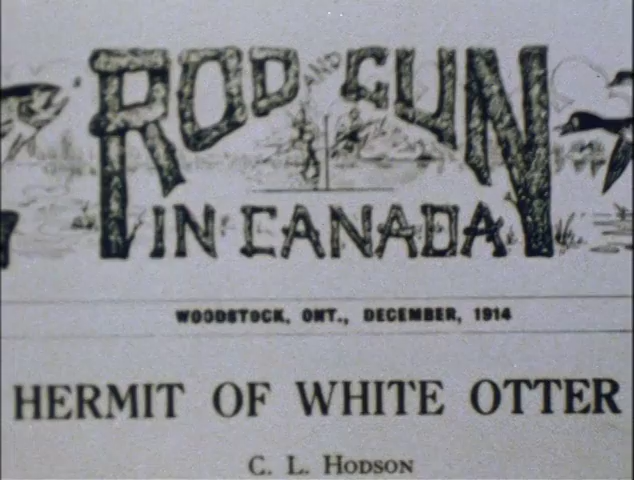 ROD AND GUN
IN CANADA
WOODSTOCK, ONT., DECEMBER, 1914
HERMIT OF WHITE OTTER
C. L. HODSON